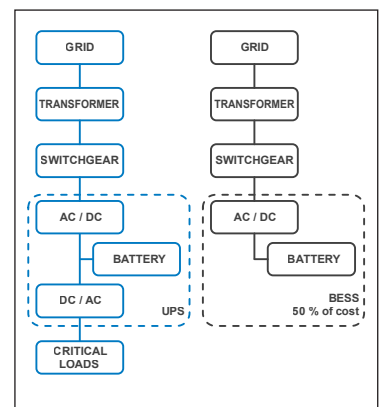 GRID
TRANSFORMER
SWITCHGEAR
AC / DC
BATTERY
DC / AC
UPS
CRITICAL
LOADS
GRID
TRANSFORMER
SWITCHGEAR
AC / DC
BATTERY
BESS
50 % of cost